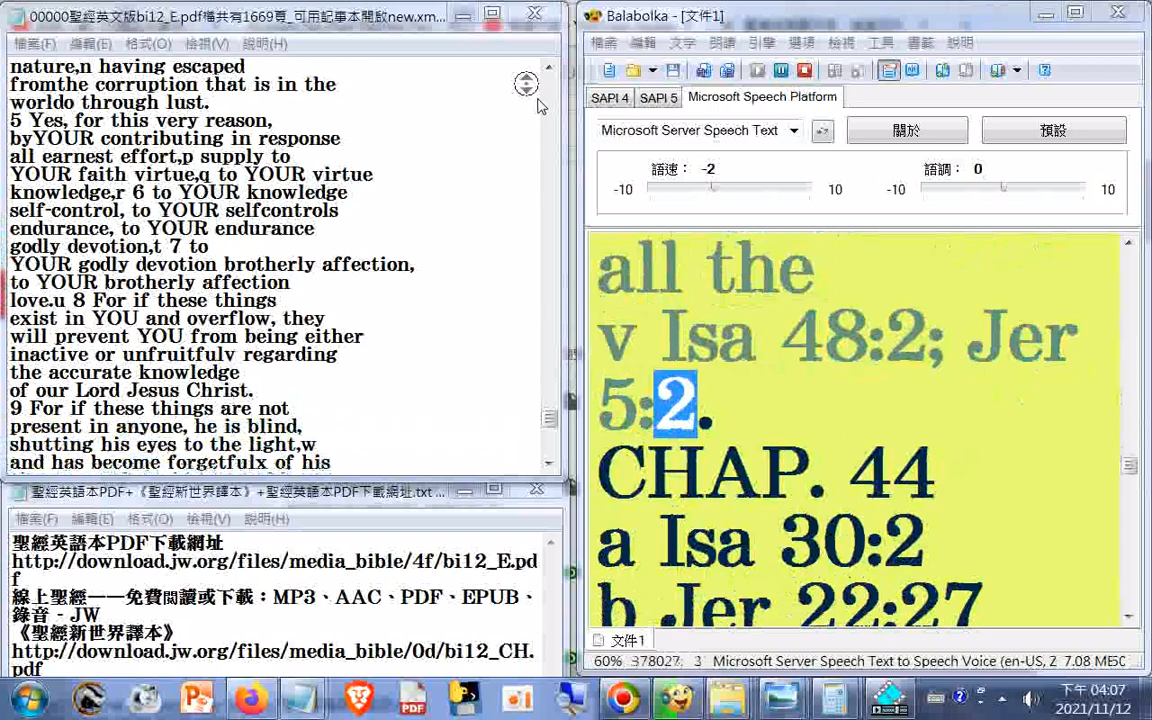 00000聖經英文版bi12_E.pdf檔共有1669頁_可用記事本開啟new.xm...
檔案(F) 編輯(E) 格式(O) 檢視(V) 說明(H)
nature,n having escaped
fromthe corruption that is in the
worldo through lust.
5 Yes, for this very reason,
byYOUR contributing in response
all earnest effort,p supply to
YOUR faith virtue,q to YOUR virtue
knowledge,r 6 to YOUR knowledge
self-control, to YOUR selfcontrols
endurance, to YOUR endurance
godly devotion,t 7 to
YOUR godly devotion brotherly affection,
to YOUR brotherly affection
love.u 8 For if these things
exist in YOU and overflow, they
will prevent YOU from being either
inactive or unfruitfulv regarding
the accurate knowledge
of our Lord Jesus Christ.
9 For if these things are not
present in anyone, he is blind,
shutting his eyes to the light,w
and has become forgetfulx of his
聖經英語本PDF+《聖經新世界譯本》+聖經英語本PDF下載網址.txt ...
檔案(F) 編輯(E) 格式(O) 檢視(V) 說明(H)
聖經英語本PDF下載網址
http://download.jw.org/files/media_bible/4f/bi12_E.pd
f
線上聖經——免費閱讀或下載：MP3、AAC、PDF、EPUB、
錄音 - JW
《聖經新世界譯本》
http://download.jw.org/files/media_bible/0d/bi12_CH.
pdf
Balabolka - [文件1]
檔案 編輯 文字 朗讀 引擎 選項 檢視 工具 書籤 說明
SAPI 4 SAPI 5 Microsoft Speech Platform
Microsoft Server Speech Text 關於 預設
語速： -2 語調： 0
-10 10 -10 10
all the
v Isa 48:2; Jer
5:2.
CHAP. 44
a Isa 30:2
b Jer 22:27
文件1
60% 378027: 3 Microsoft Server Speech Text to Speech Voice (en-US, Z 7.08 ME
下午 04:07
2021/11/12